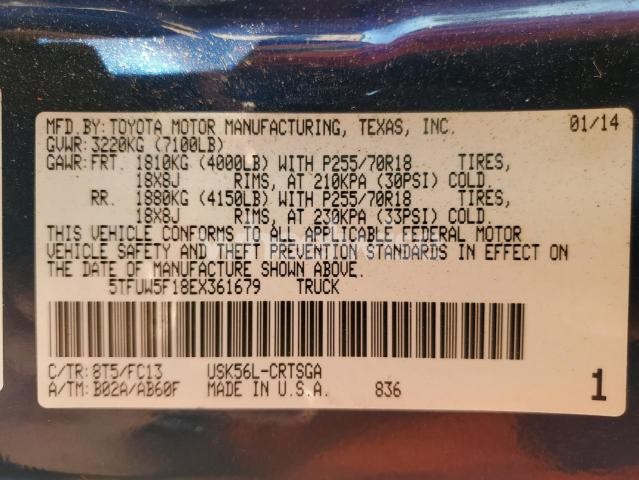 MFD.BY:TOYOTA MOTOR MANUFACTURING, TEXAS, INC. 01/14
GVWR:3220KG (7100LB)
GAWR:FRT. 1810KG (4000LB) WITH P255/70R18 TIRES,
18X8J RIMS, AT 210KPA (30PSI) COLD.
RR. 1880KG (4150LB) WITH P255/70R18 TIRES,
18X8J RIMS, AT 230KPA (33PSI) COLD.
THIS VEHICLE CONFORMS TO ALL APPLICABLE FEDERAL MOTOR
VEHICLE SAFETY AND THEFT PREVENTION STANDARDS IN EFFECT ON
THE DATE OF MANUFACTURE SHOWN ABOVE.
5TFUW5F18EX361679 TRUCK
C/TR:8T5/FC13 USK56L-CRTSGA
A/TM:B02A/AB60F MADE IN U.S.A. 836 1